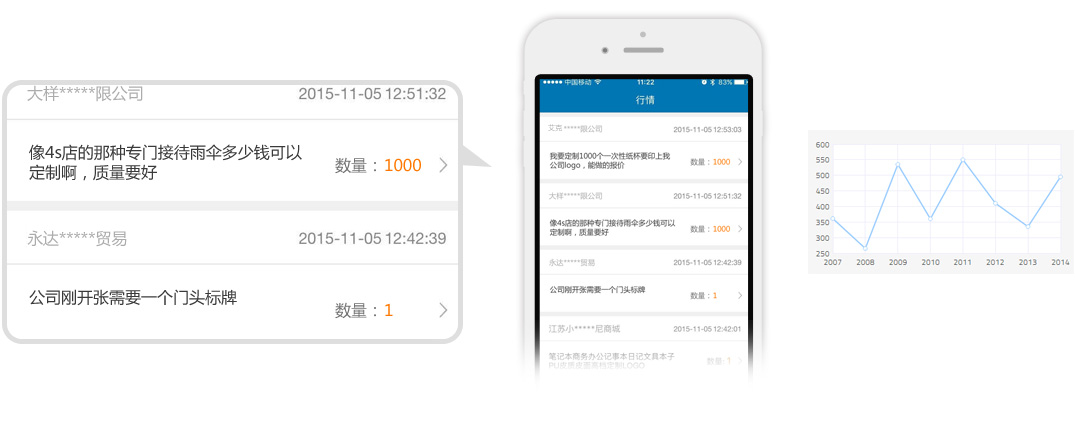 大样*****限公司 2015-11-05 12:51:32
像4s店的那种专门接待雨伞多少钱可以
定制啊，质量要好
数量：1000
永达*****贸易 2015-11-05 12:42:39
公司刚开张需要一个门头标牌
数量：1
中国移动 11:22 83%
行情
艾克*****限公司 2015-11-05 12:53:03
我要定制1000个一次性纸杯要印上我
公司logo，能做的报价
数量：1000
大样*****限公司 2015-11-05 12:51:32
像4s店的那种专门接待雨伞多少钱可以
定制啊，质量要好
数量：1000
永达*****贸易 2015-11-05 12:42:39
公司刚开张需要一个门头标牌
数量：1
江苏小*****尼商城 2015-11-05 12:42:01
笔记本商务办公记事本日记文具本子
数量：1
600
550
500
450
400
350
300
250
2007 2008 2009 2010 2011 2012 2013 2014